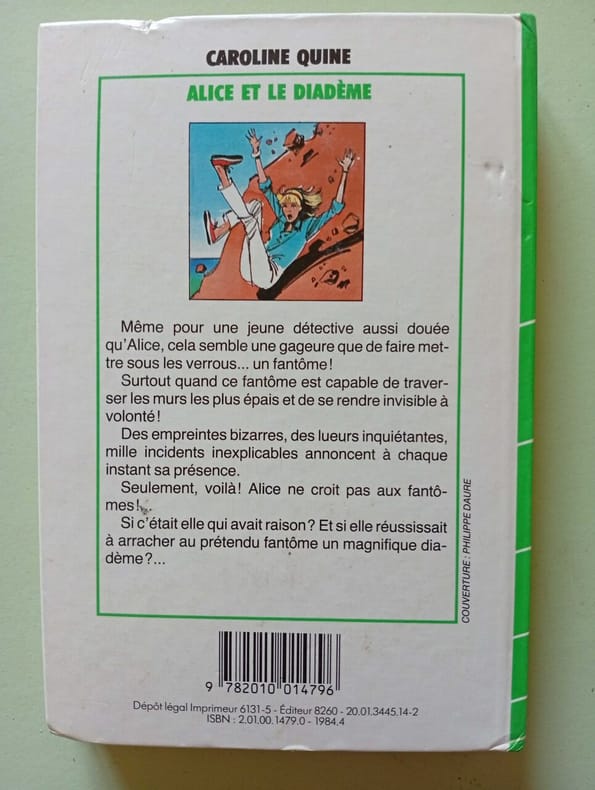 CAROLINE QUINE
ALICE ET LE DIADÈME
Même pour une jeune détective aussi douée
qu'Alice, cela semble une gageure que de faire met-
tre sous les verrous... un fantôme!
Surtout quand ce fantôme est capable de traver-
ser les murs les plus épais et de se rendre invisible à
volonté!
Des empreintes bizarres, des lueurs inquiétantes,
mille incidents inexplicables annoncent à chaque
instant sa présence.
Seulement, voilà! Alice ne croit pas aux fantô-
mes!...
Si c'était elle qui avait raison? Et si elle réussissait
à arracher au prétendu fantôme un magnifique dia-
dème?...
COUVERTURE : PHILIPPE DAURE
9 782010 014796
Dépôt légal Imprimeur 6131-5 - Éditeur 8260 - 20.01.3445.14-2
ISBN : 2.01.00.1479.0 - 1984.4